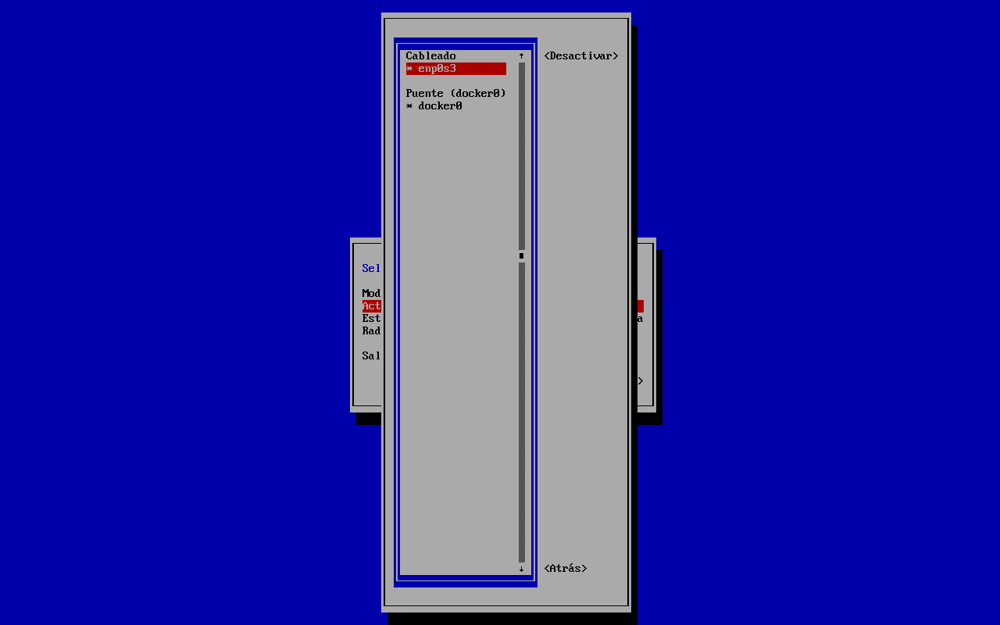 Cableado ↑ <Desactivar>
* enp0s3
Puente (docker0)
* docker0
Sel
Mod
Act
Est a
Rad
Sal
>
↓ <Atrás>